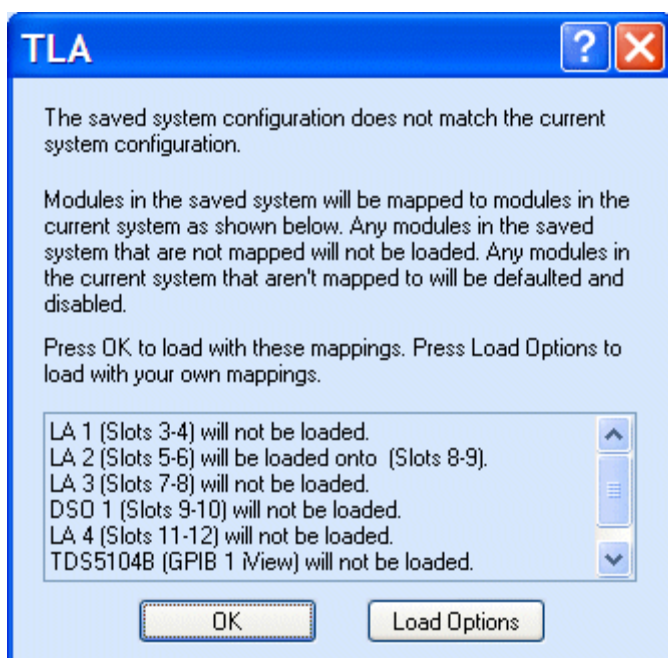 TLA
The saved system configuration does not match the current
system configuration.
Modules in the saved system will be mapped to modules in the
current system as shown below. Any modules in the saved
system that are not mapped will not be loaded. Any modules in
the current system that aren't mapped to will be defaulted and
disabled.
Press OK to load with these mappings. Press Load Options to
load with your own mappings.
LA 1 (Slots 3-4) will not be loaded.
LA 2 (Slots 5-6) will be loaded onto  (Slots 8-9).
LA 3 (Slots 7-8) will not be loaded.
DSO 1 (Slots 9-10) will not be loaded.
LA 4 (Slots 11-12) will not be loaded.
TDS5104B (GPIB 1 iView) will not be loaded.
OK
Load Options